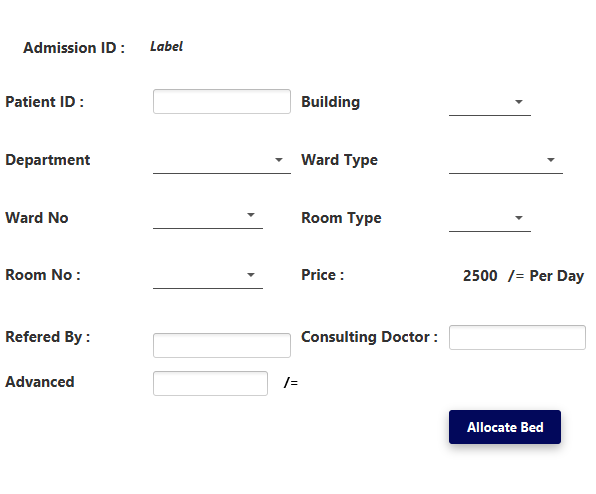 Admission ID : Label
Patient ID : Building
Department Ward Type
Ward No Room Type
Room No : Price : 2500 /= Per Day
Refered By : Consulting Doctor :
Advanced /=
Allocate Bed